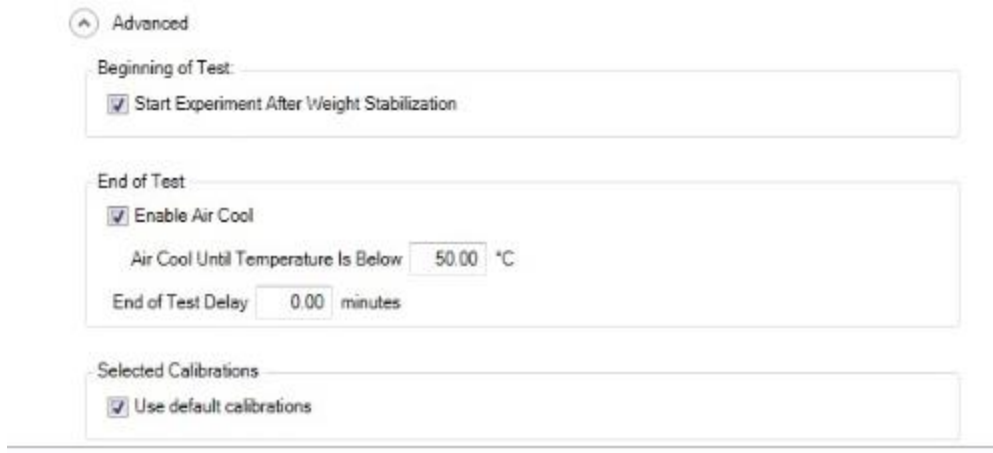 Advanced
Beginning of Test:
Start Experiment After Weight Stabilization
End of Test
Enable Air Cool
Air Cool Until Temperature Is Below 50.00 °C
End of Test Delay 0.00 minutes
Selected Calibrations
Use default calibrations